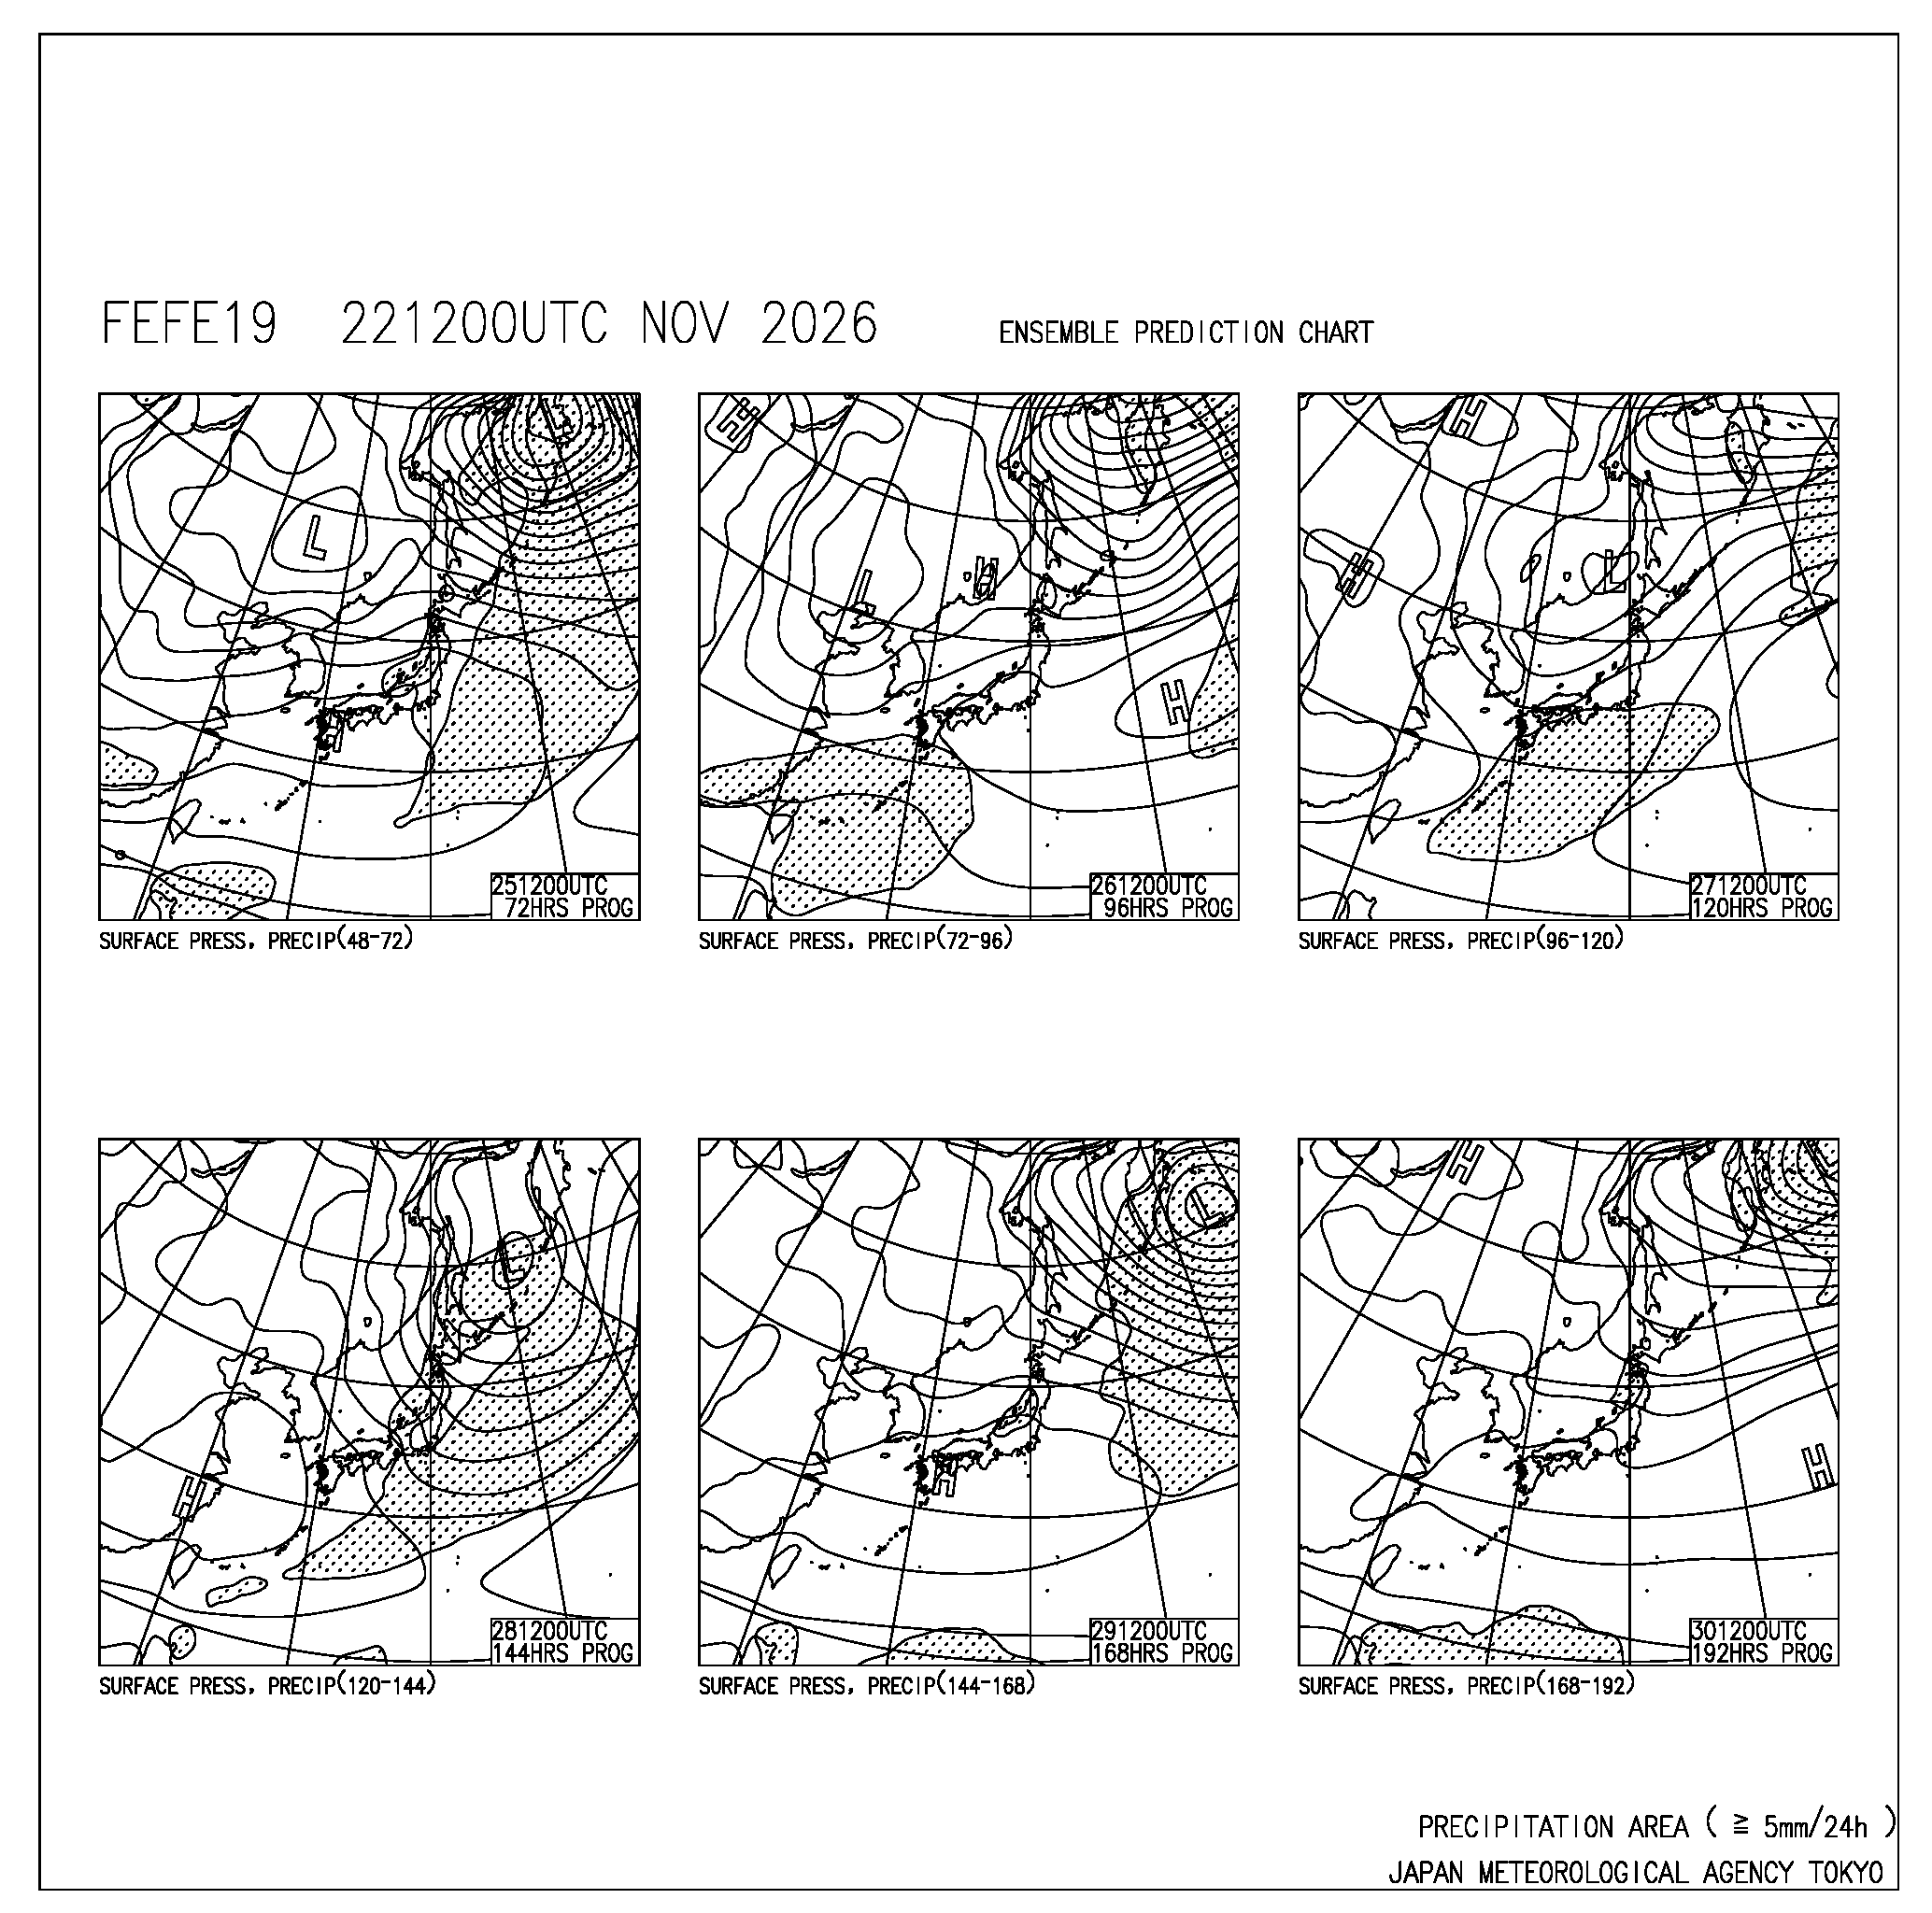 FEFE19 221200UTC NOV 2026 ENSEMBLE PREDICTION CHART
L
L
H
251200UTC
72HRS PROG
SURFACE PRESS, PRECIP(48-72)
H
L
H
H
261200UTC
96HRS PROG
SURFACE PRESS, PRECIP(72-96)
H
H
L
271200UTC
120HRS PROG
SURFACE PRESS, PRECIP(96-120)
L
H
281200UTC
144HRS PROG
SURFACE PRESS, PRECIP(120-144)
L
H
291200UTC
168HRS PROG
SURFACE PRESS, PRECIP(144-168)
H
L
H
301200UTC
192HRS PROG
SURFACE PRESS, PRECIP(168-192)
PRECIPITATION AREA ( ≧ 5mm/24h )
JAPAN METEOROLOGICAL AGENCY TOKYO